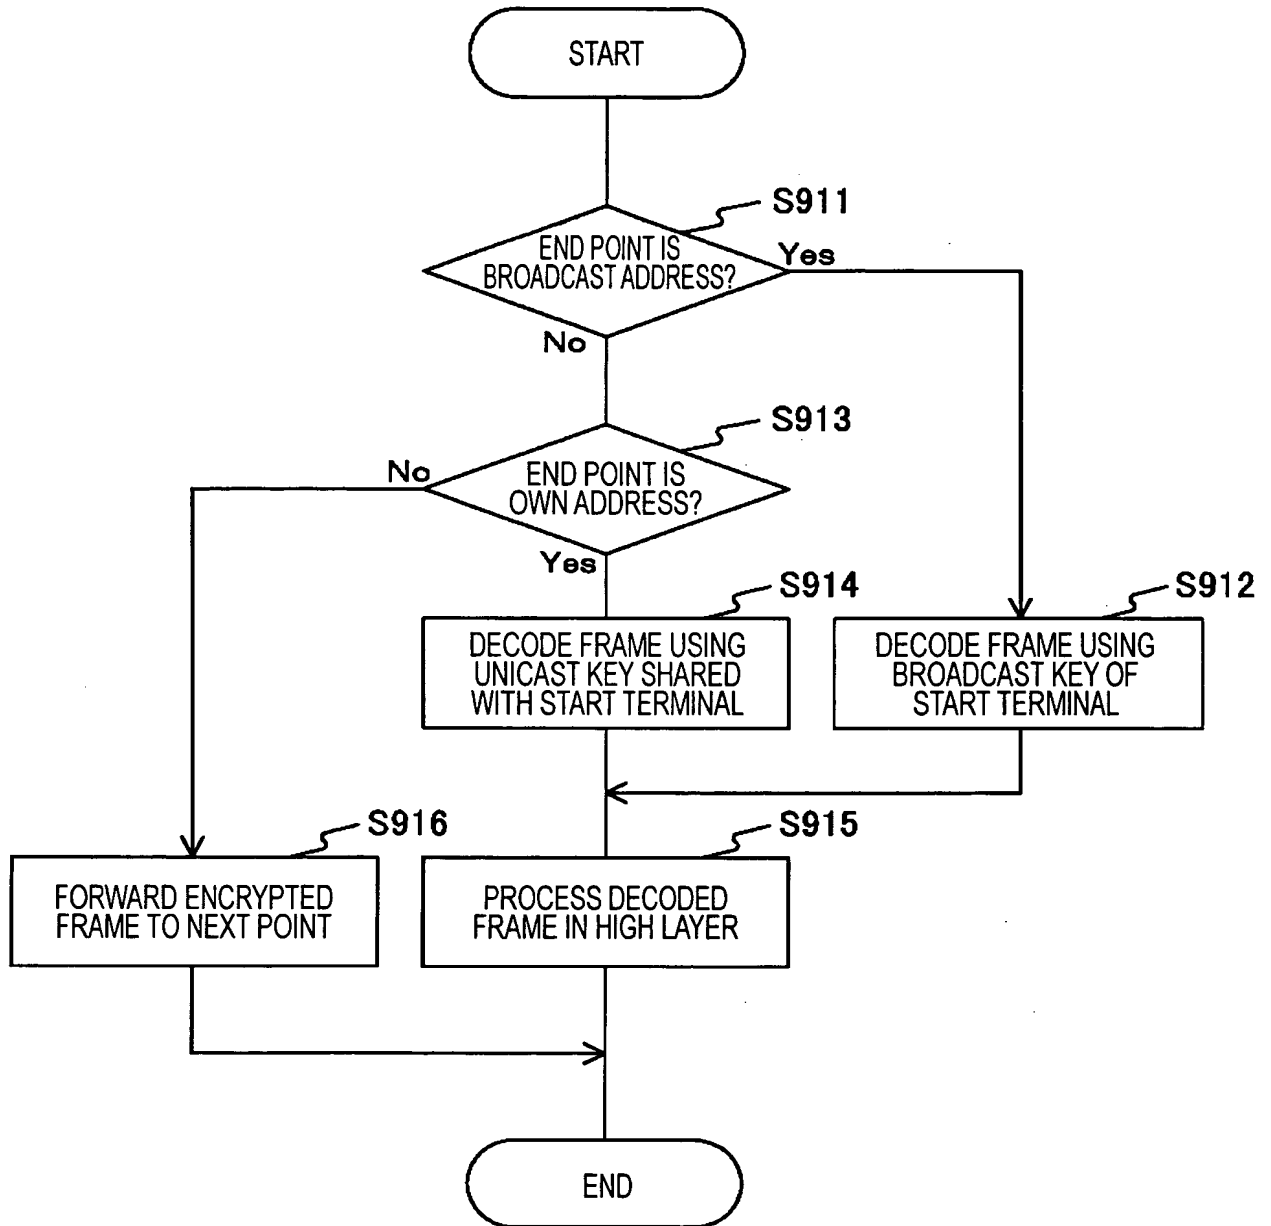 START
S911
END POINT IS
BROADCAST ADDRESS?
Yes
No
S913
END POINT IS
OWN ADDRESS?
No
Yes
S914
DECODE FRAME USING
UNICAST KEY SHARED
WITH START TERMINAL
S912
DECODE FRAME USING
BROADCAST KEY OF
START TERMINAL
S916
FORWARD ENCRYPTED
FRAME TO NEXT POINT
S915
PROCESS DECODED
FRAME IN HIGH LAYER
END